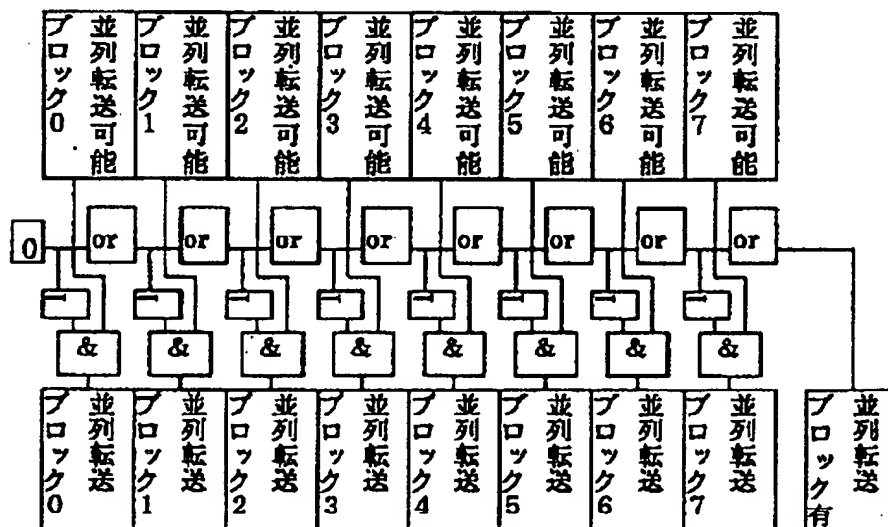 並列転送可能
ブロック0
並列転送可能
ブロック1
並列転送可能
ブロック2
並列転送可能
ブロック3
並列転送可能
ブロック4
並列転送可能
ブロック5
並列転送可能
ブロック6
並列転送可能
ブロック7
0 or or or or or or or or
¬ ¬ ¬ ¬ ¬ ¬ ¬ ¬
& & & & & & & &
並列転送
ブロック0
並列転送
ブロック1
並列転送
ブロック2
並列転送
ブロック3
並列転送
ブロック4
並列転送
ブロック5
並列転送
ブロック6
並列転送
ブロック7
並列転送
ブロック有